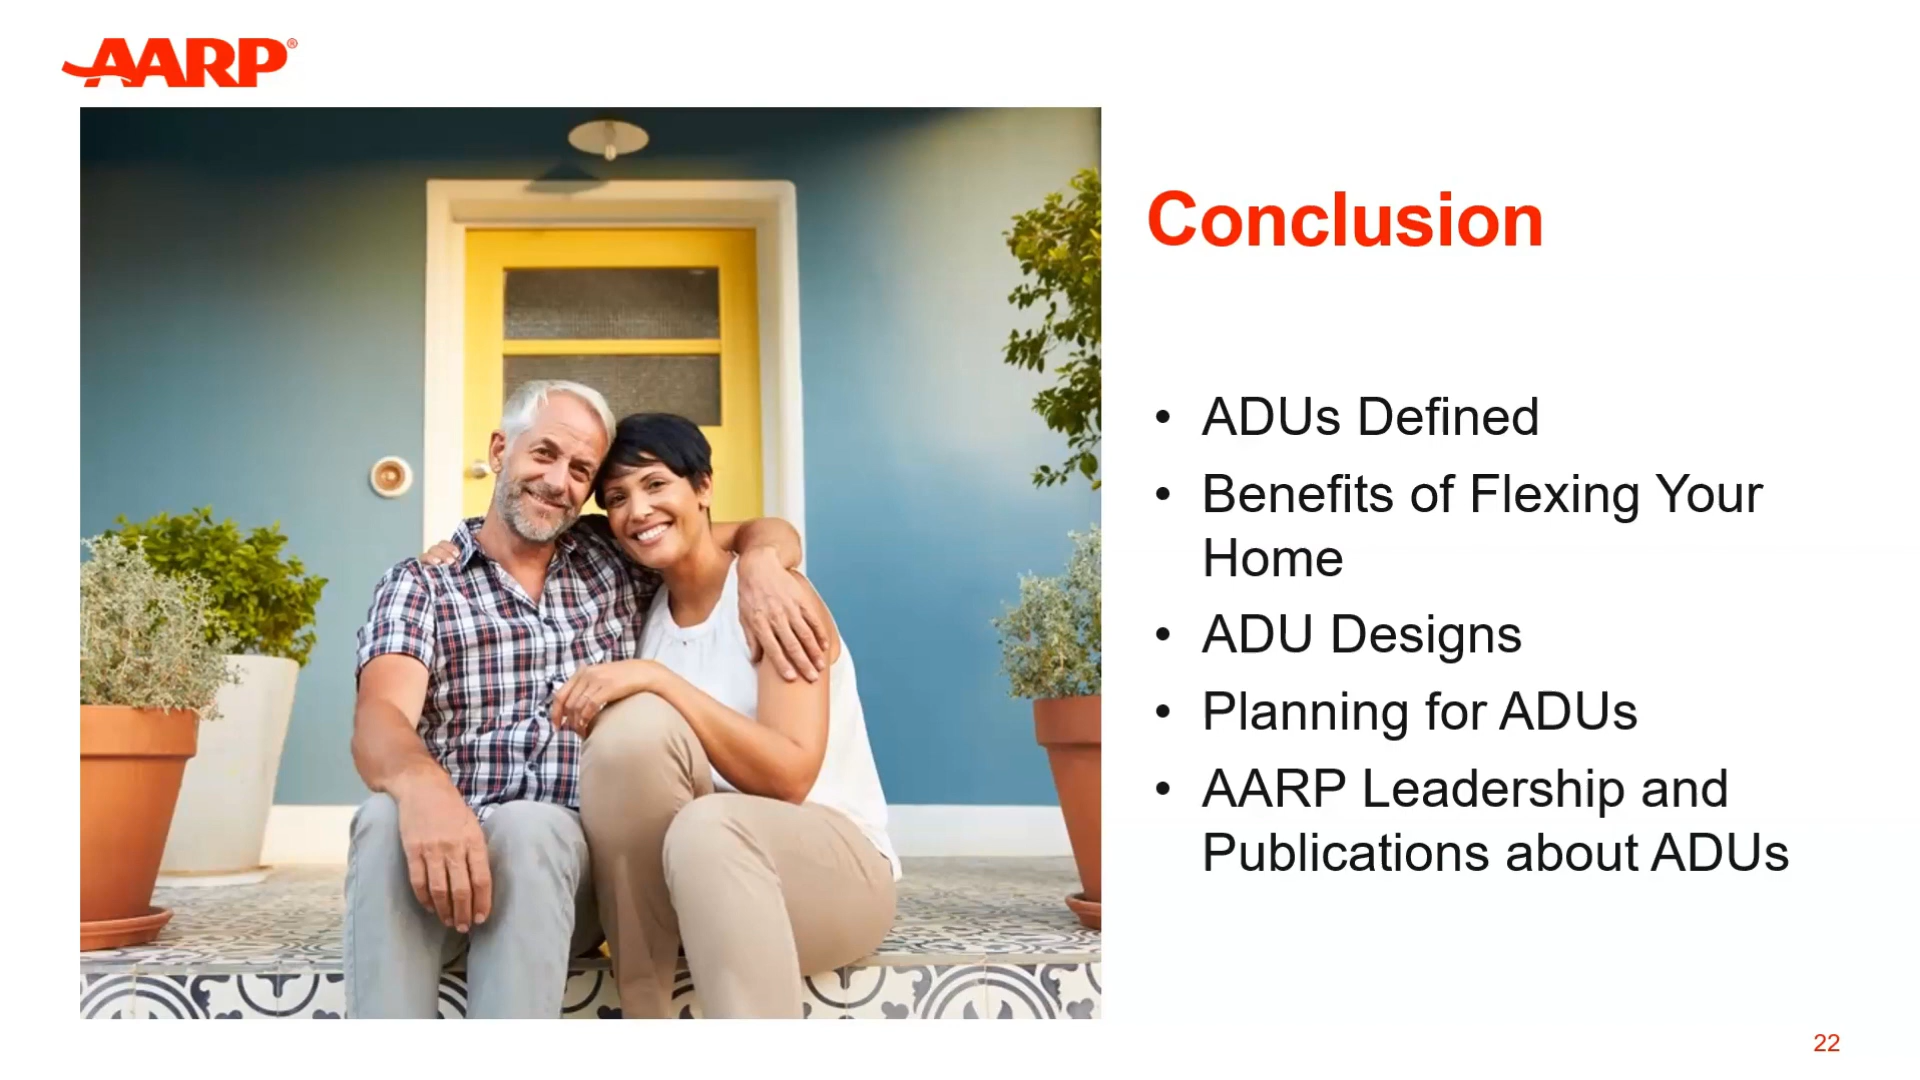 AARP®
Conclusion
• ADUs Defined
• Benefits of Flexing Your
Home
• ADU Designs
• Planning for ADUs
• AARP Leadership and
Publications about ADUs
22